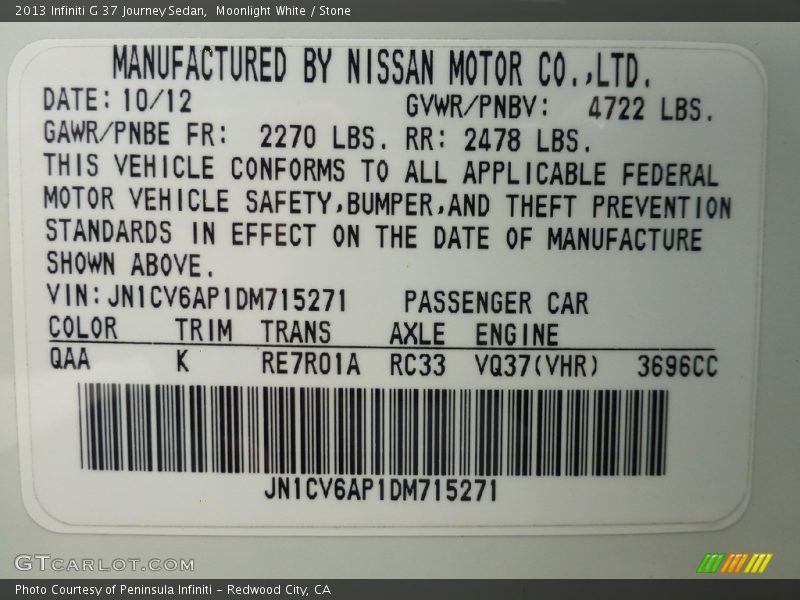 2013 Infiniti G 37 Journey Sedan,  Moonlight White / Stone
MANUFACTURED BY NISSAN MOTOR CO.,LTD.
DATE: 10/12 GVWR/PNBV: 4722 LBS.
GAWR/PNBE FR: 2270 LBS. RR: 2478 LBS.
THIS VEHICLE CONFORMS TO ALL APPLICABLE FEDERAL
MOTOR VEHICLE SAFETY,BUMPER,AND THEFT PREVENTION
STANDARDS IN EFFECT ON THE DATE OF MANUFACTURE
SHOWN ABOVE.
VIN: JN1CV6AP1DM715271 PASSENGER CAR
COLOR TRIM TRANS AXLE ENGINE
QAA K RE7R01A RC33 VQ37(VHR) 3696CC
JN1CV6AP1DM715271
GTCARLOT.COM
Photo Courtesy of Peninsula Infiniti – Redwood City, CA